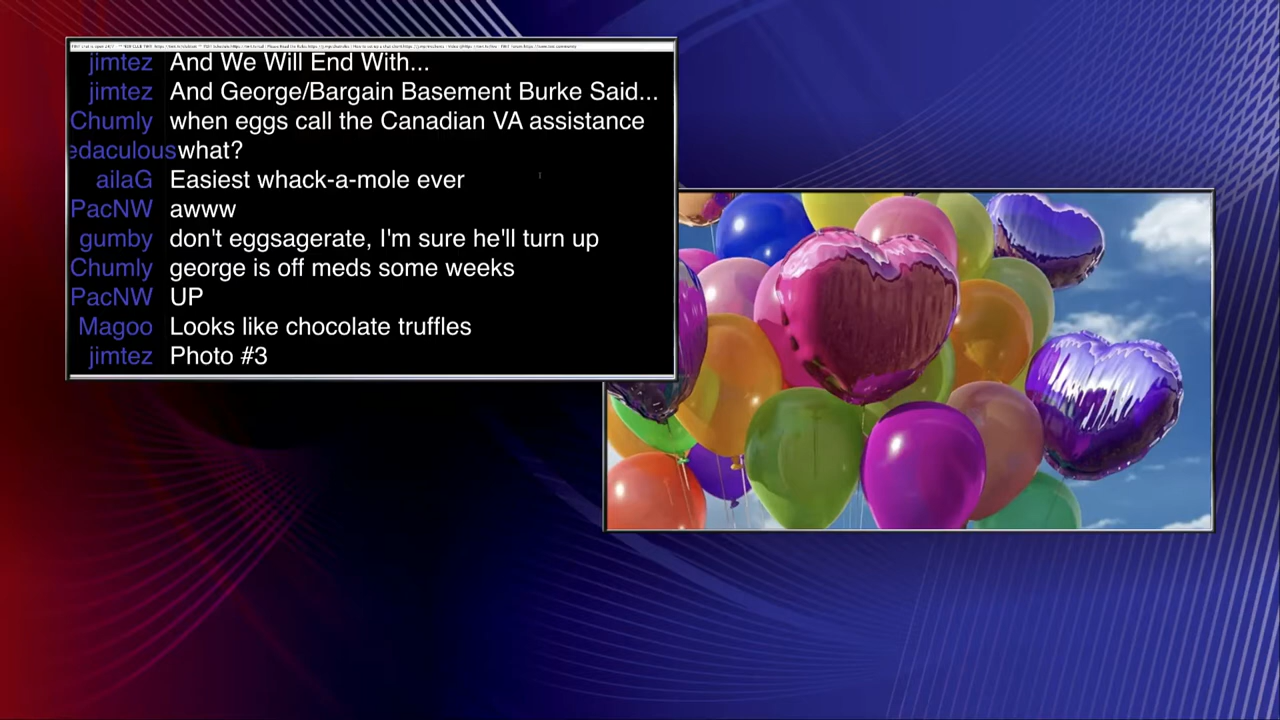 jimtez And We Will End With...
jimtez And George/Bargain Basement Burke Said...
Chumly when eggs call the Canadian VA assistance
edaculous what?
ailaG Easiest whack-a-mole ever
PacNW awww
gumby don't eggsagerate, I'm sure he'll turn up
Chumly george is off meds some weeks
PacNW UP
Magoo Looks like chocolate truffles
jimtez Photo #3